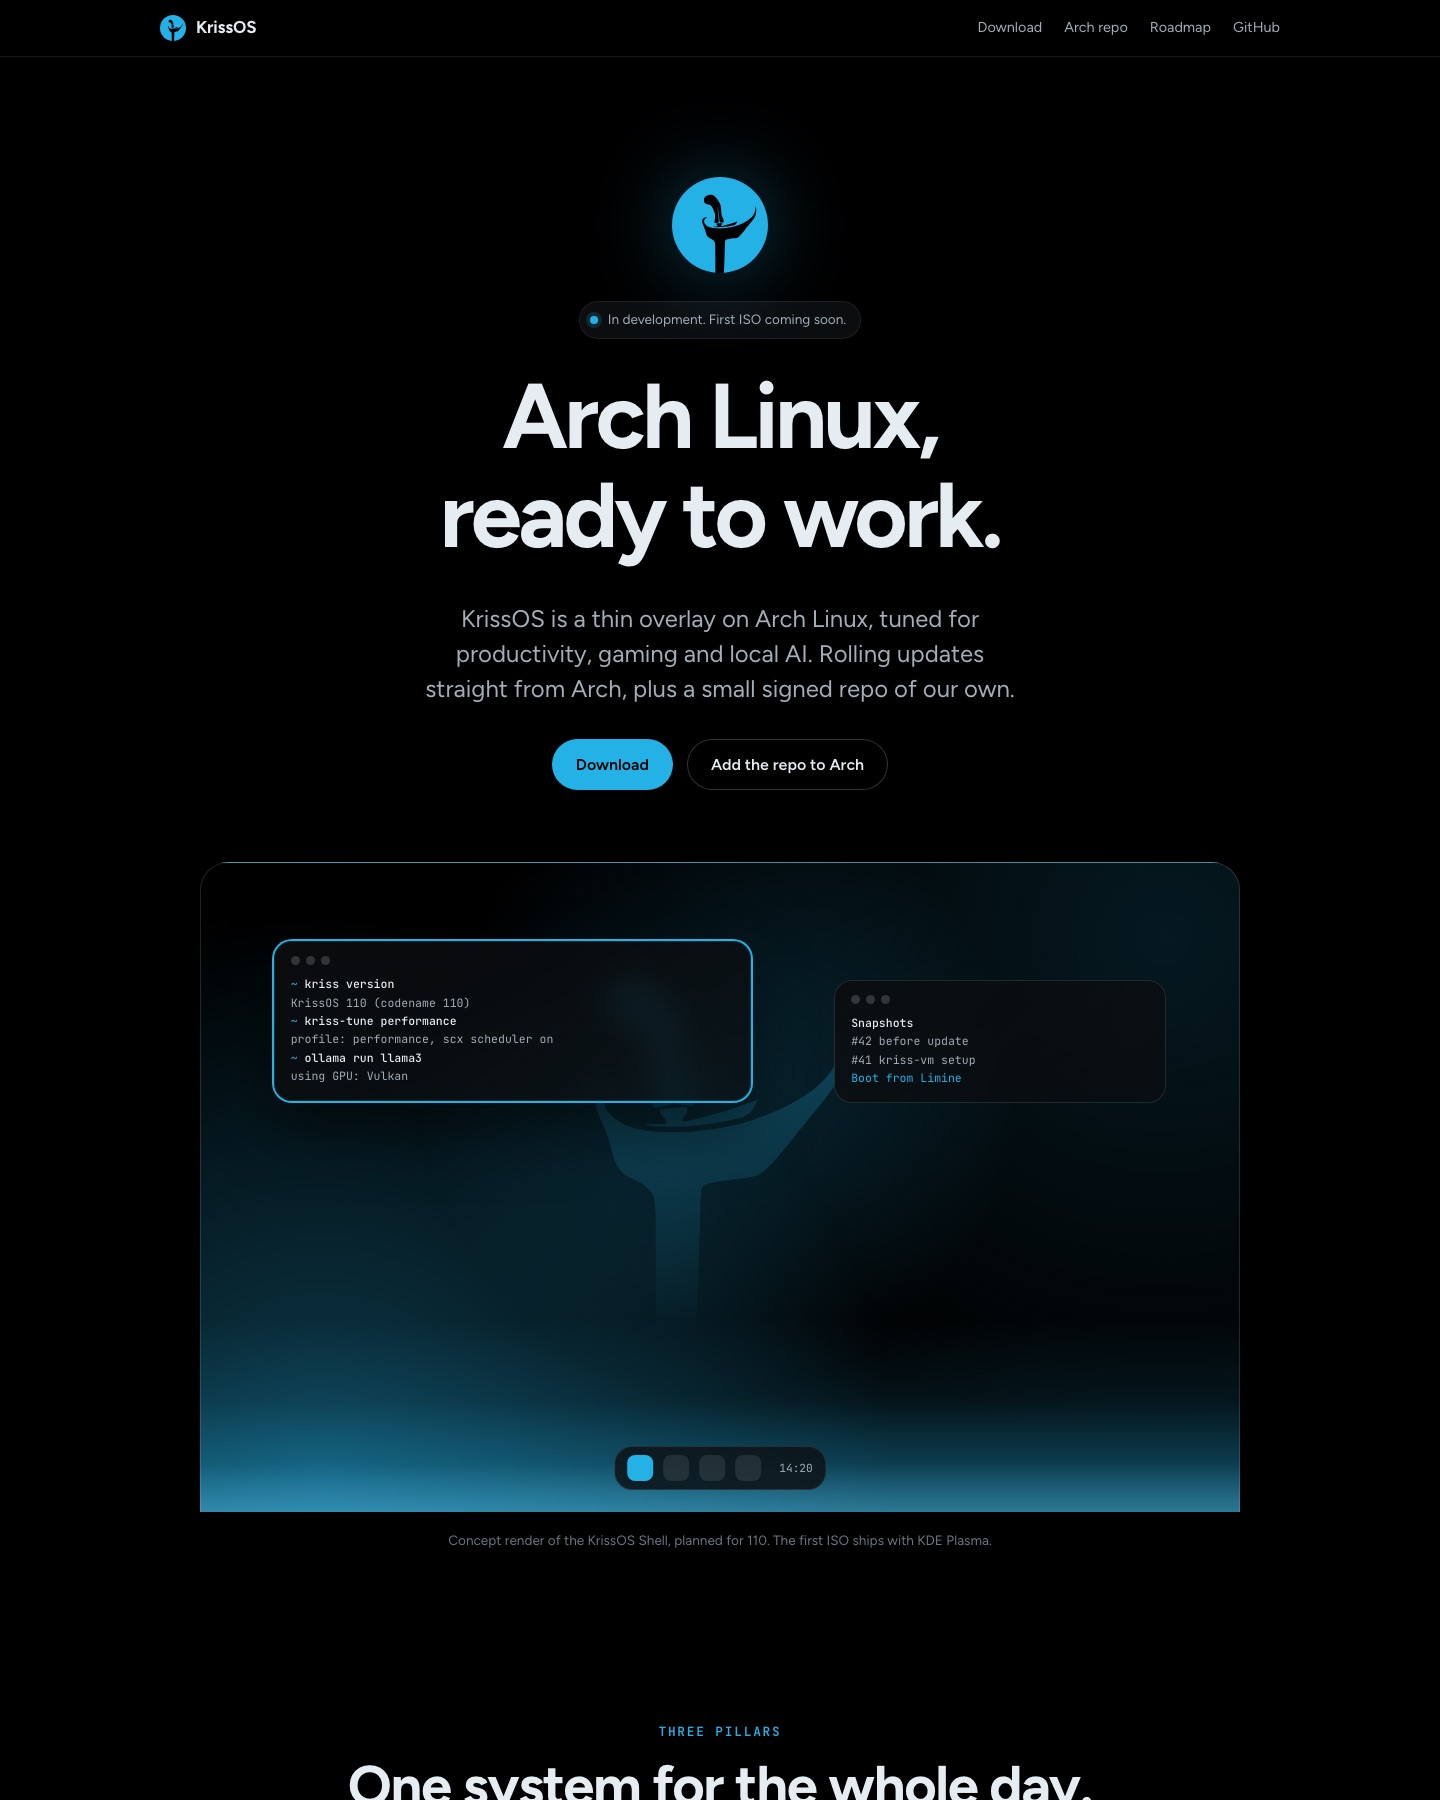 KrissOS
Download
Arch repo
Roadmap
GitHub
In development. First ISO coming soon.
Arch Linux,
ready to work.
KrissOS is a thin overlay on Arch Linux, tuned for
productivity, gaming and local AI. Rolling updates
straight from Arch, plus a small signed repo of our own.
Download
Add the repo to Arch
~ kriss version
KrissOS 110 (codename 110)
~ kriss-tune performance
profile: performance, scx scheduler on
~ ollama run llama3
using GPU: Vulkan
Snapshots
#42 before update
#41 kriss-vm setup
Boot from Limine
14:20
Concept render of the KrissOS Shell, planned for 110. The first ISO ships with KDE Plasma.
THREE PILLARS
One system for the whole day.